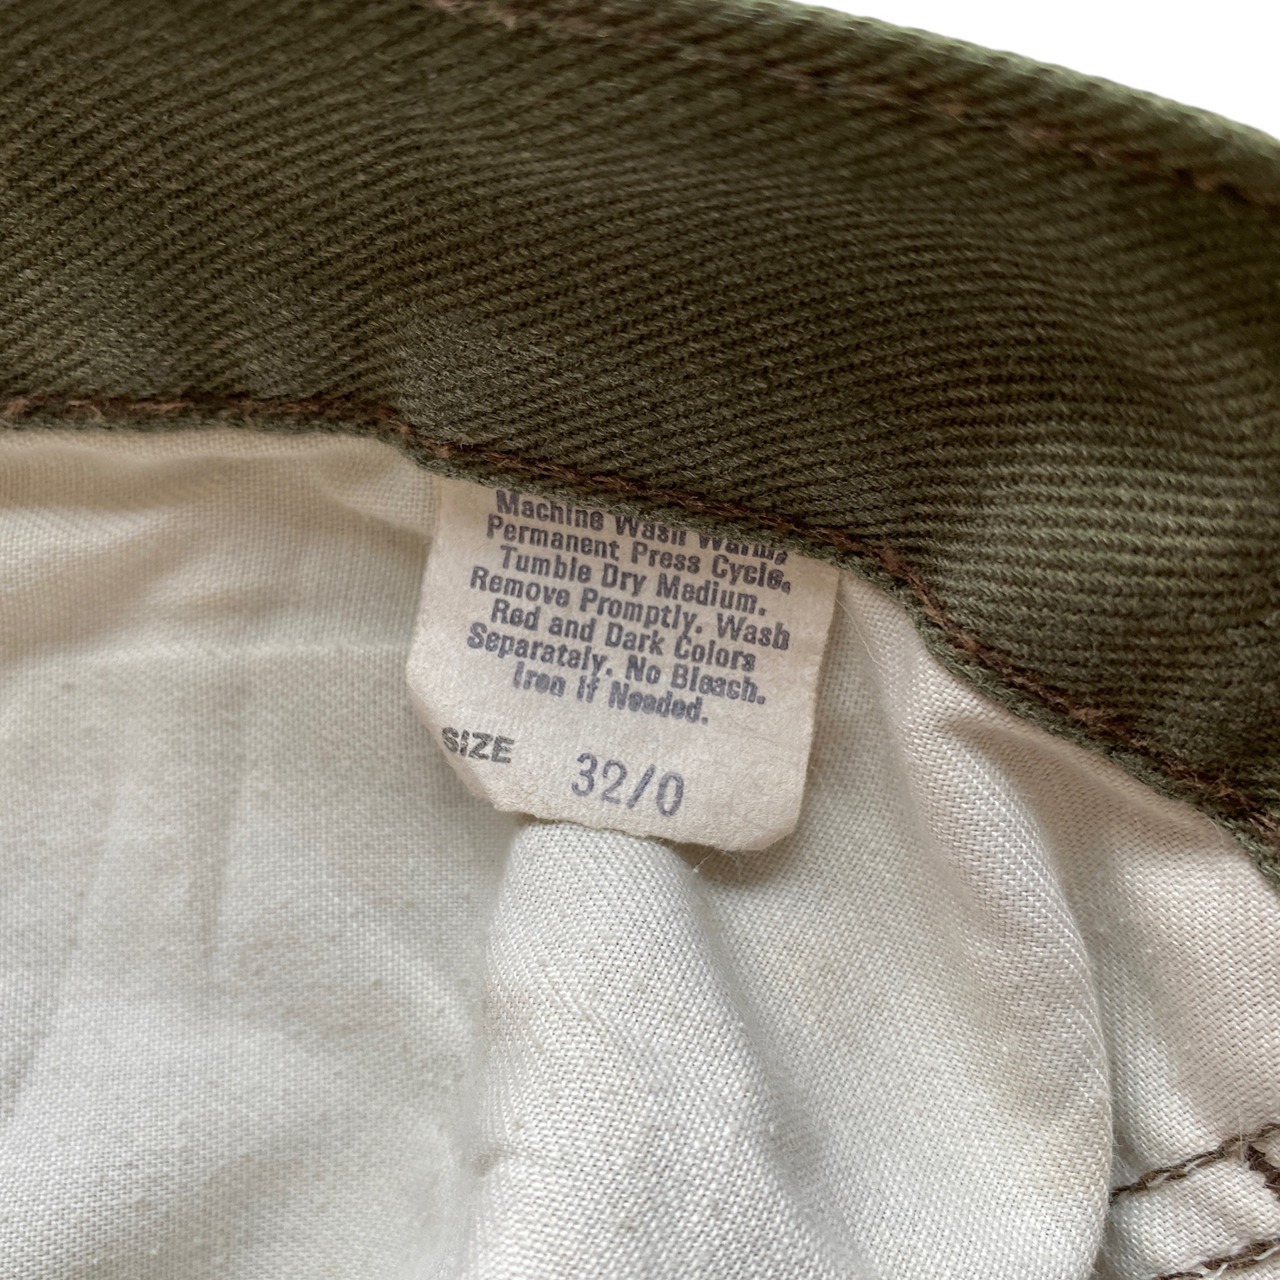 Machine Wash Warm,
Permanent Press Cycle.
Tumble Dry Medium.
Remove Promptly. Wash
Red and Dark Colors
Separately. No Bleach.
Iron If Needed.
SIZE 32/0